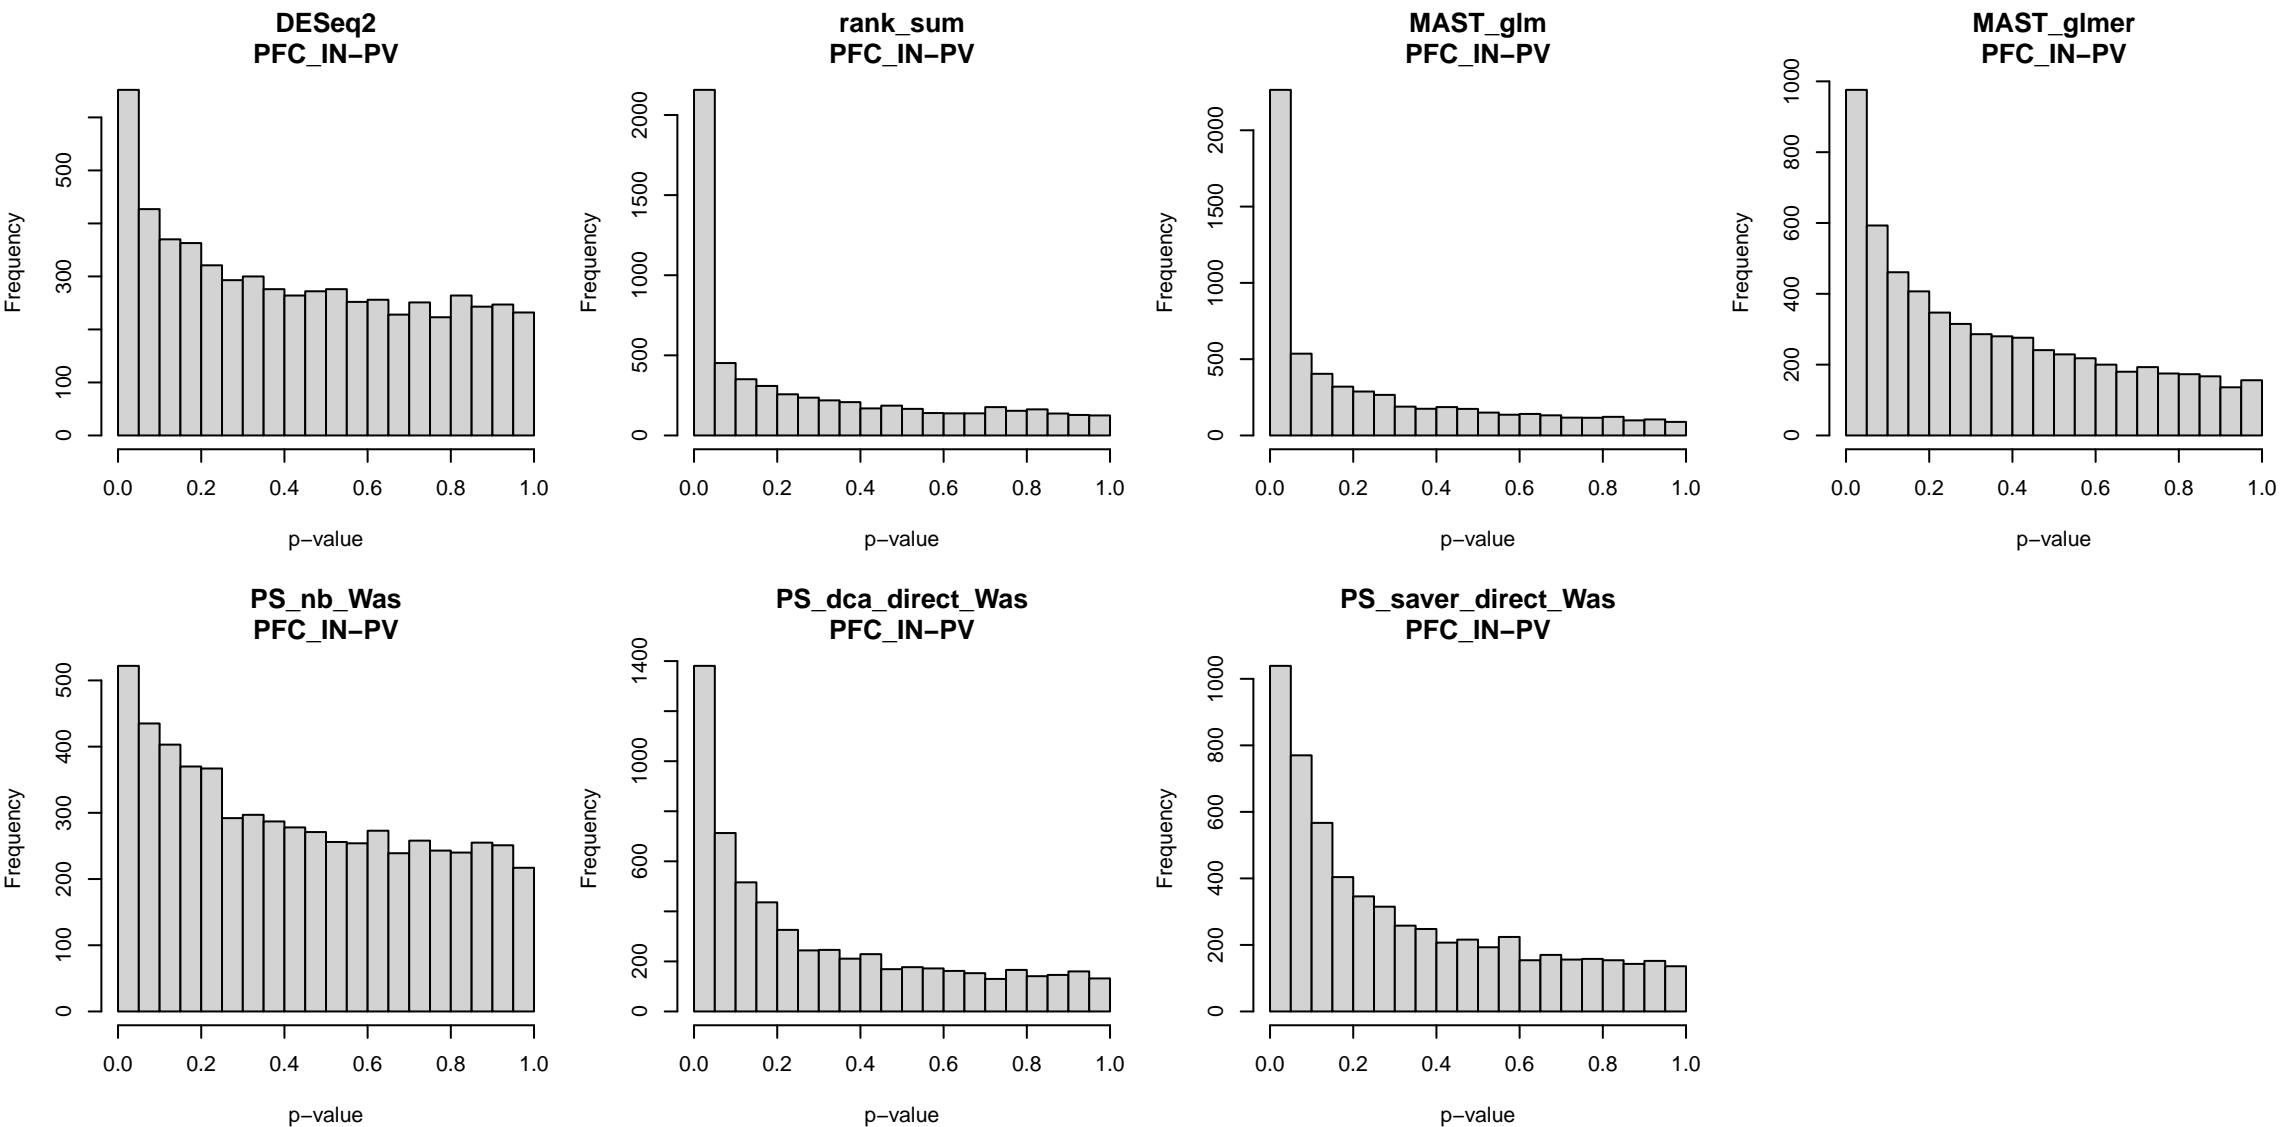 DESeq2
PFC_IN−PV
Frequency
0
100
300
500
0.0 0.2 0.4 0.6 0.8 1.0
p−value
rank_sum
PFC_IN−PV
Frequency
0
500
1000
1500
2000
0.0 0.2 0.4 0.6 0.8 1.0
p−value
MAST_glm
PFC_IN−PV
Frequency
0
500
1000
1500
2000
0.0 0.2 0.4 0.6 0.8 1.0
p−value
MAST_glmer
PFC_IN−PV
Frequency
0
200
400
600
800
1000
0.0 0.2 0.4 0.6 0.8 1.0
p−value
PS_nb_Was
PFC_IN−PV
Frequency
0
100
200
300
400
500
0.0 0.2 0.4 0.6 0.8 1.0
p−value
PS_dca_direct_Was
PFC_IN−PV
Frequency
0
200
600
1000
1400
0.0 0.2 0.4 0.6 0.8 1.0
p−value
PS_saver_direct_Was
PFC_IN−PV
Frequency
0
200
400
600
800
1000
0.0 0.2 0.4 0.6 0.8 1.0
p−value